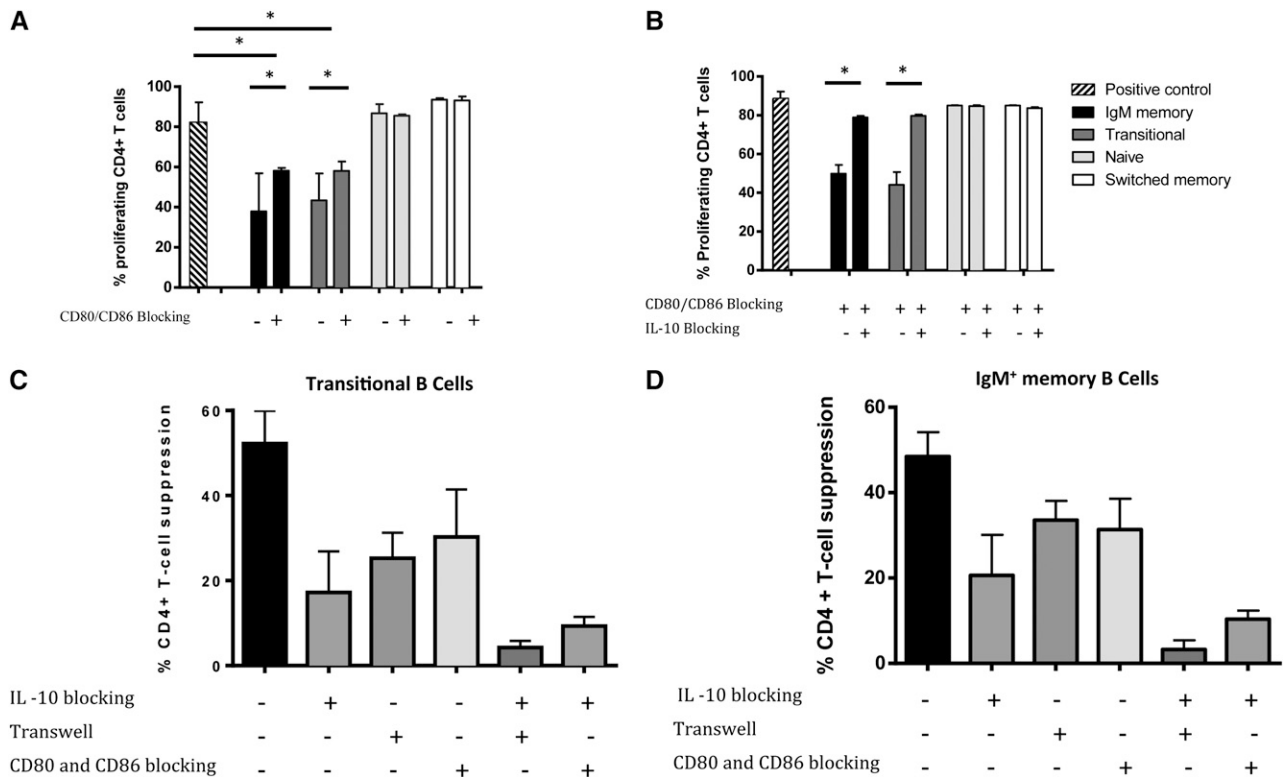 A
*
*
*
*
% proliferating CD4+ T cells
100
80
60
40
20
0
CD80/CD86 Blocking
- + - + - + - +
B
*
*
% Proliferating CD4+ T cells
100
80
60
40
20
0
CD80/CD86 Blocking + + + + + + + +
IL-10 Blocking - + - + - + - +
Positive control
IgM memory
Transitional
Naive
Switched memory
C
Transitional B Cells
% CD4+ T-cell suppression
60
40
20
0
IL -10 blocking - + - - + +
Transwell - - + - + -
CD80 and CD86 blocking - - - + - +
D
IgM+ memory B Cells
% CD4 + T-cell suppression
60
40
20
0
IL -10 blocking - + - - + +
Transwell - - + - + -
CD80 and CD86 blocking - - - + - +